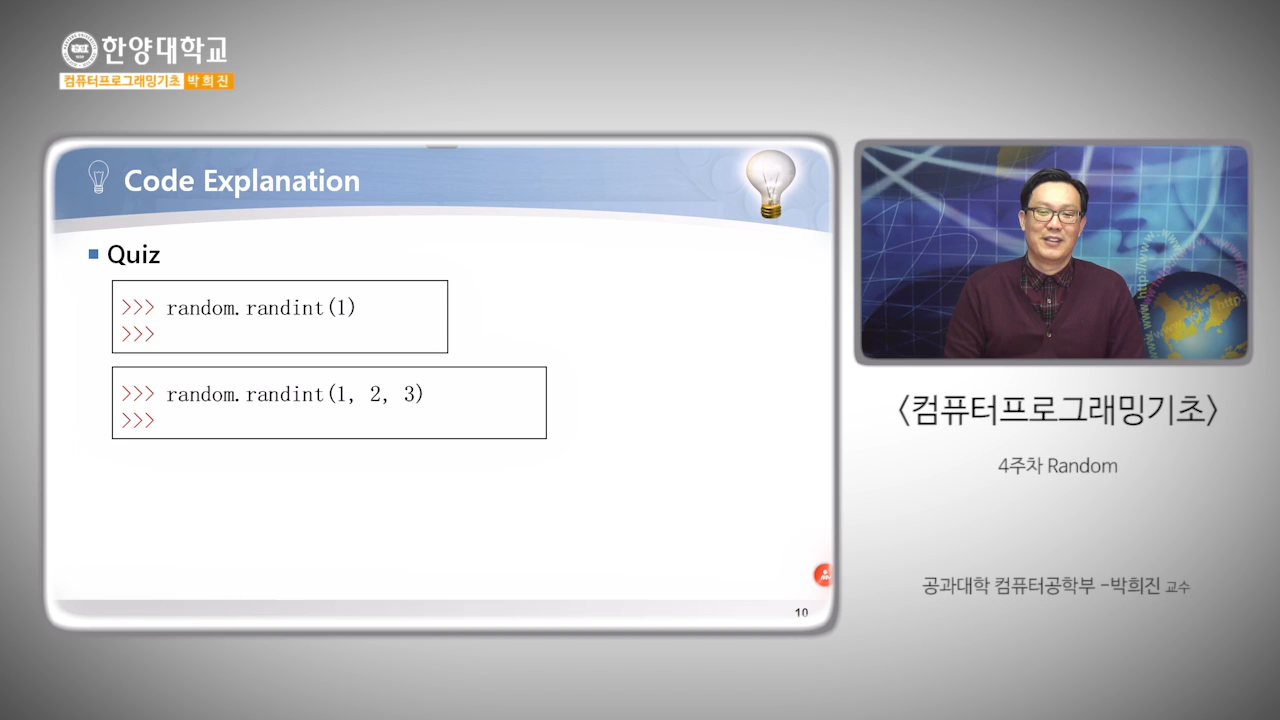 한양대학교
컴퓨터프로그래밍기초 박희진
Code Explanation
Quiz
>>> random.randint(1)
>>>
>>> random.randint(1, 2, 3)
>>>
10
<컴퓨터프로그래밍기초>
4주차 Random
공과대학 컴퓨터공학부 -박희진 교수